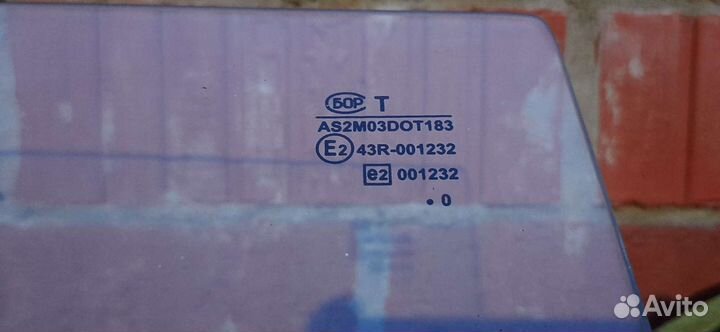 БОР T
AS2M03DOT183
E2 43R-001232
e2 001232
• 0
Avito